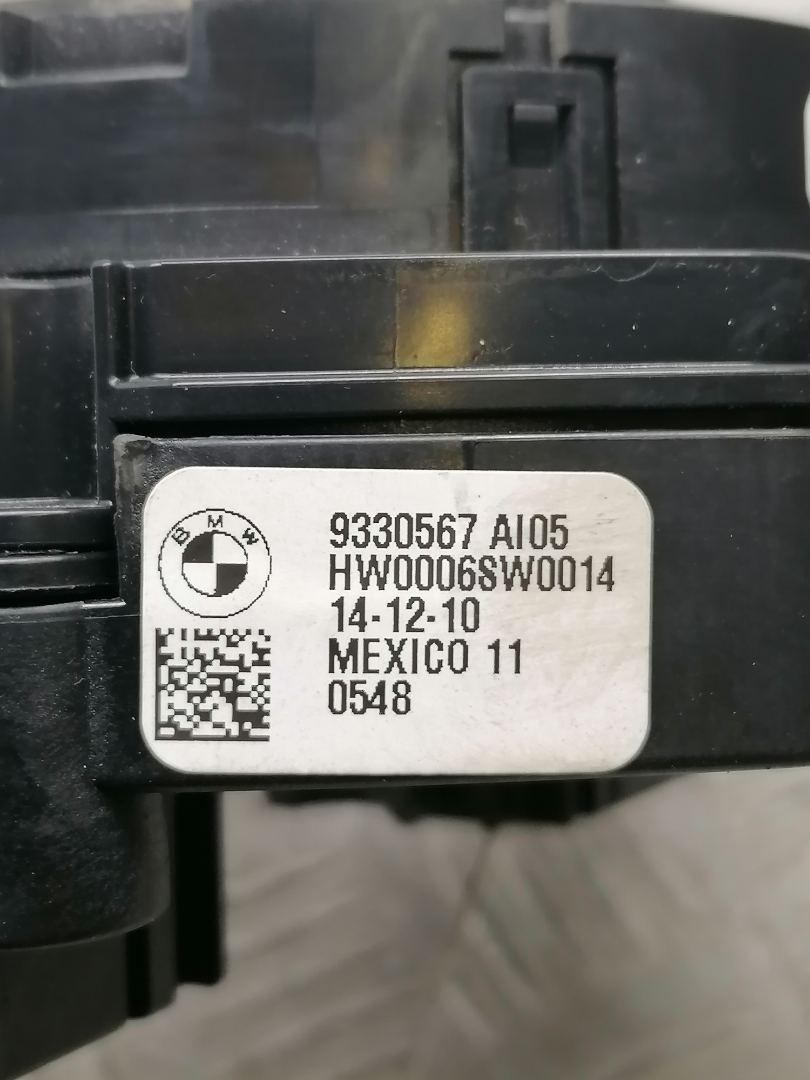 BMW
9330567 AI05
HW0006SW0014
14-12-10
MEXICO 11
0548